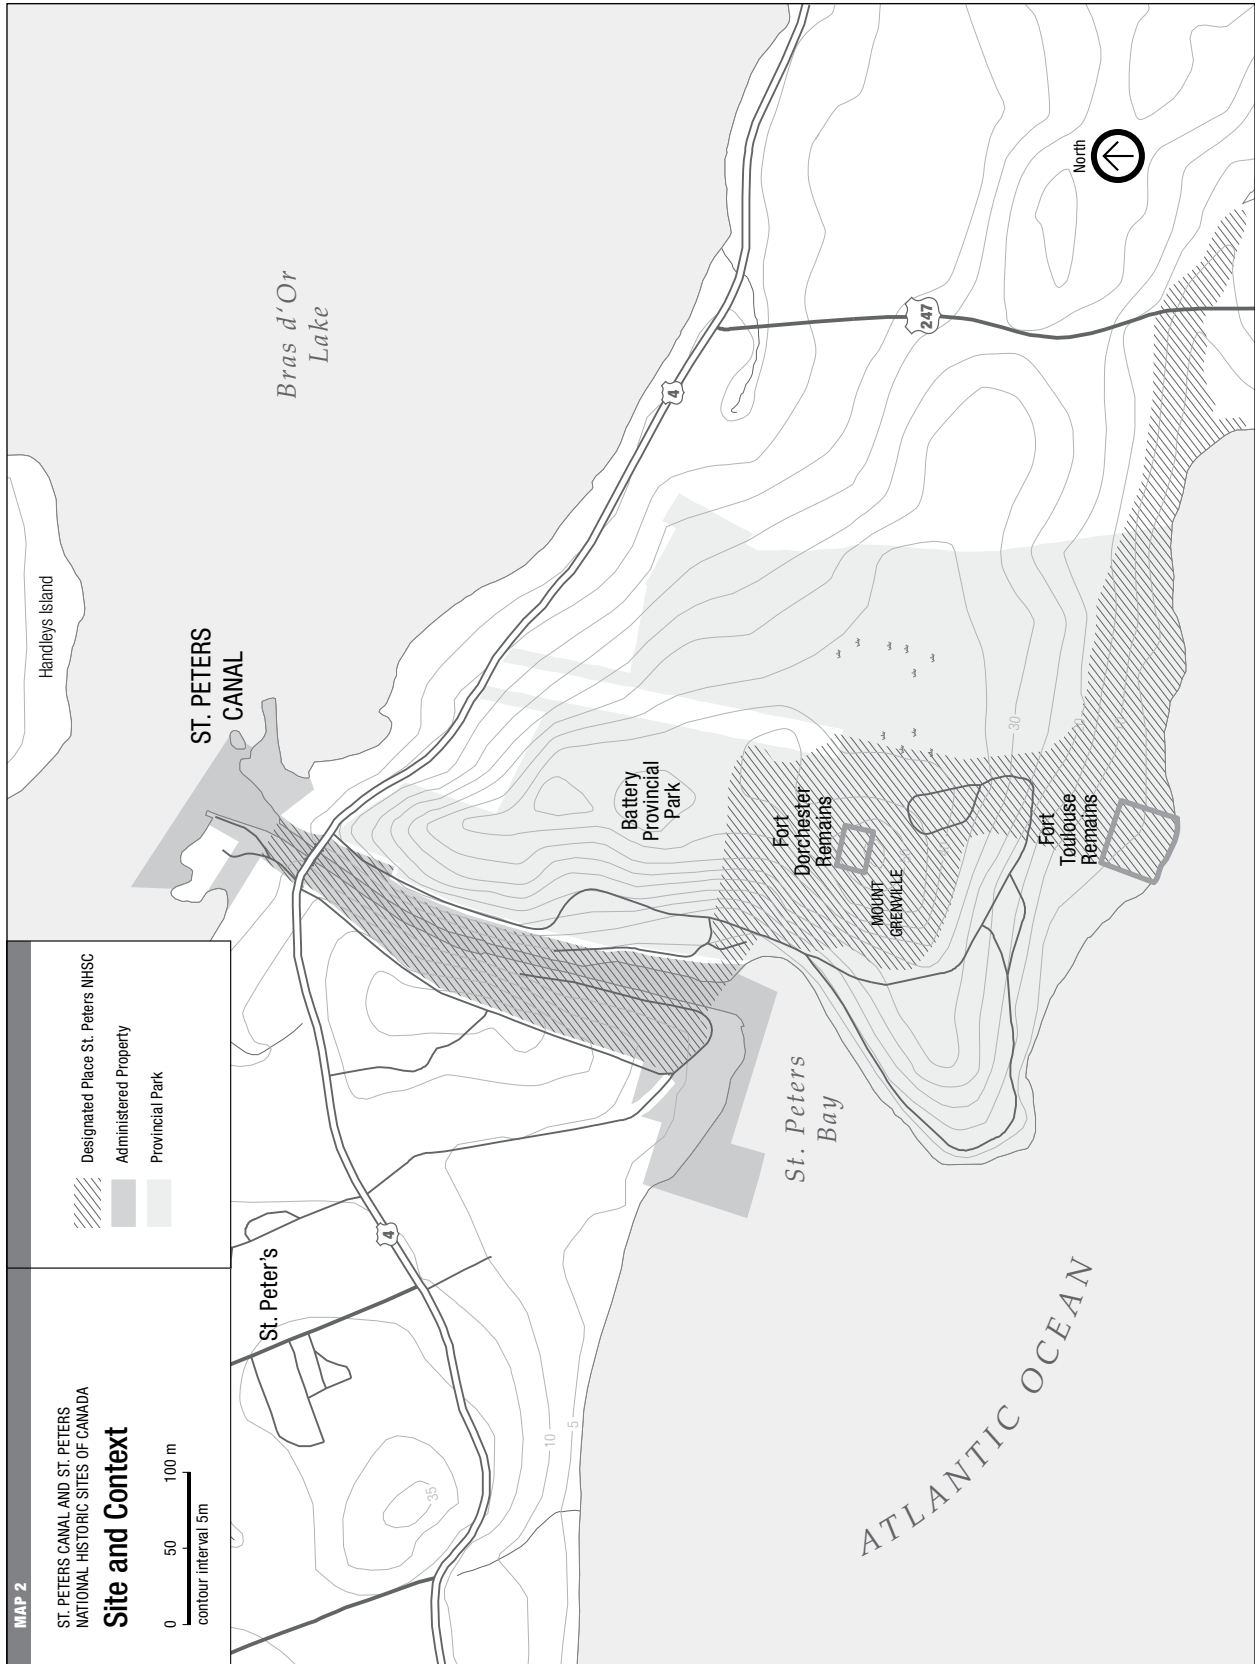 MAP 2
ST. PETERS CANAL AND ST. PETERS
NATIONAL HISTORIC SITES OF CANADA
Site and Context
0 50 100 m
contour interval 5m
Designated Place St. Peters NHSC
Administered Property
Provincial Park
Handleys Island
ST. PETERS
CANAL
Bras d'Or
Lake
St. Peter's
4
4
247
North
Battery
Provincial
Park
Fort
Dorchester
Remains
MOUNT
GRENVILLE
Fort
Toulouse
Remains
St. Peters
Bay
ATLANTIC OCEAN
35
10
5
30